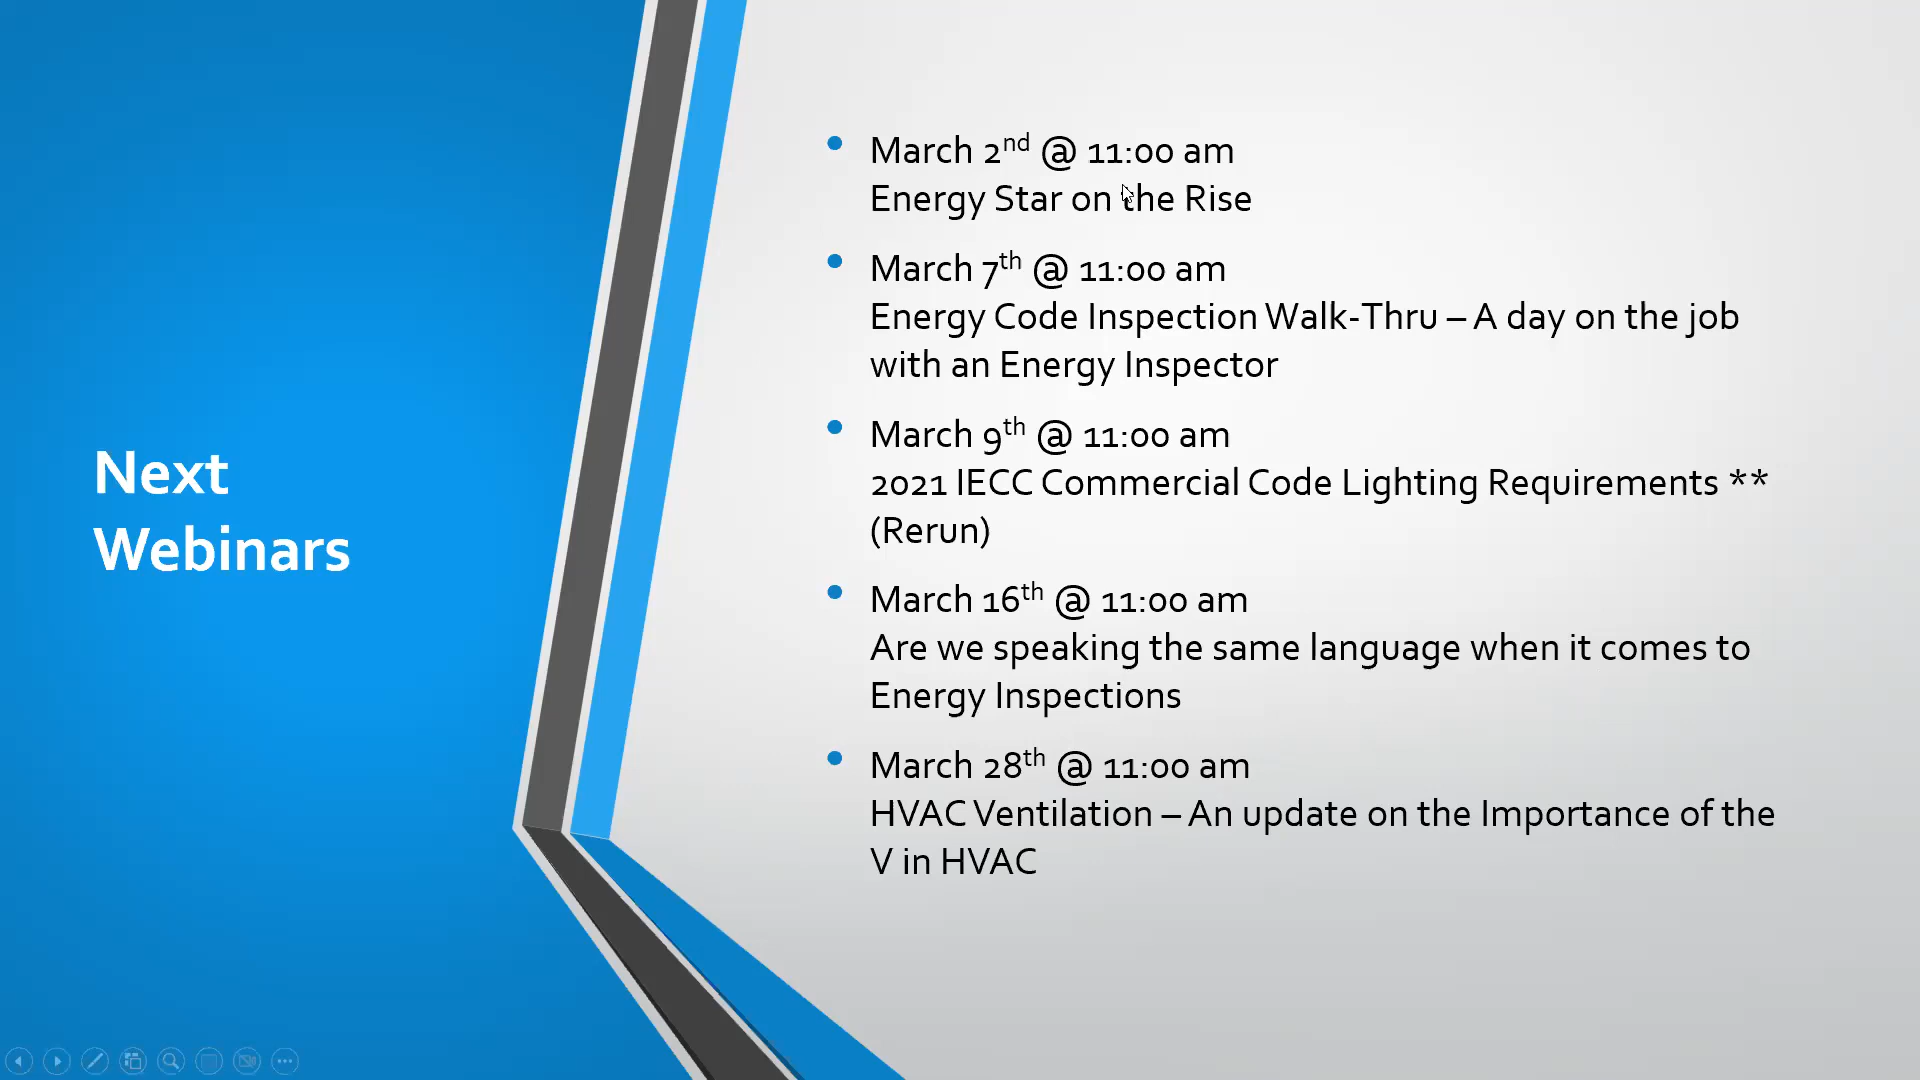 Next
Webinars
March 2nd @ 11:00 am
Energy Star on the Rise
March 7th @ 11:00 am
Energy Code Inspection Walk-Thru – A day on the job
with an Energy Inspector
March 9th @ 11:00 am
2021 IECC Commercial Code Lighting Requirements **
(Rerun)
March 16th @ 11:00 am
Are we speaking the same language when it comes to
Energy Inspections
March 28th @ 11:00 am
HVAC Ventilation – An update on the Importance of the
V in HVAC